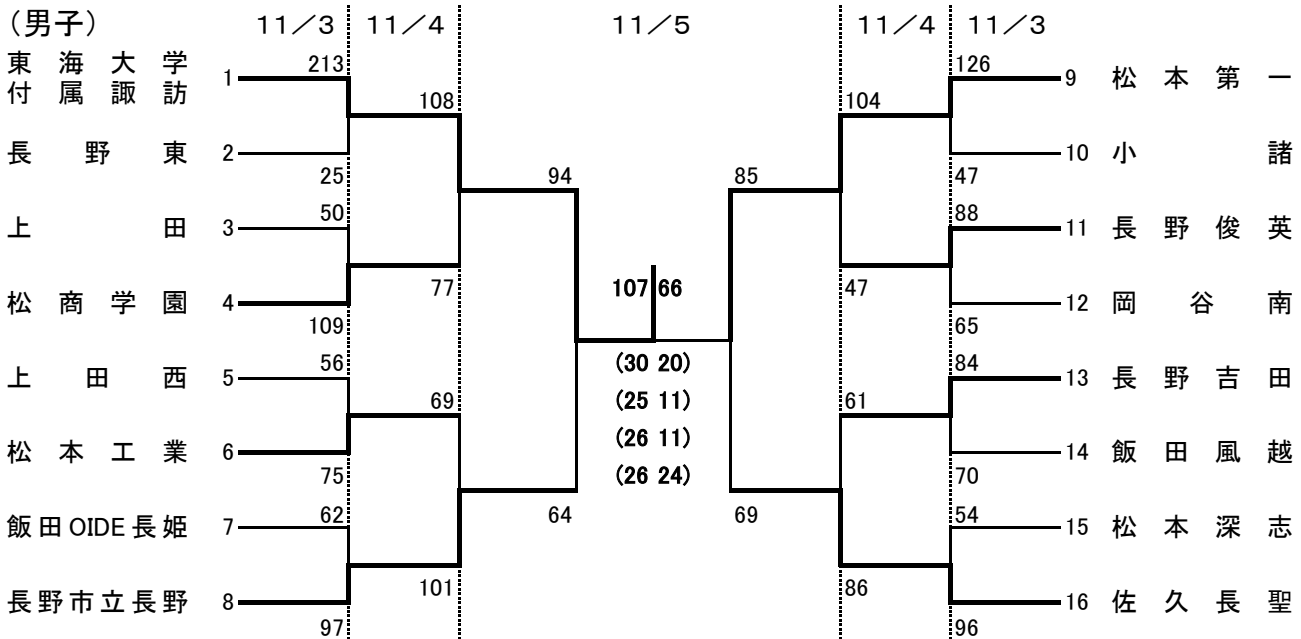 (男子) 11/3 11/4 11/5 11/4 11/3
東海大学
付属諏訪 1 213 108 104 126 9 松本第一
長野東 2 25 94 85 47 10 小諸
上田 3 50 88 11 長野俊英
松商学園 4 109 77 107 66 47 65 12 岡谷南
(30 20)
上田西 5 56 69 (25 11) 61 84 13 長野吉田
(26 11)
松本工業 6 75 (26 24) 70 14 飯田風越
飯田OIDE長姫 7 62 64 69 54 15 松本深志
長野市立長野 8 97 101 86 96 16 佐久長聖